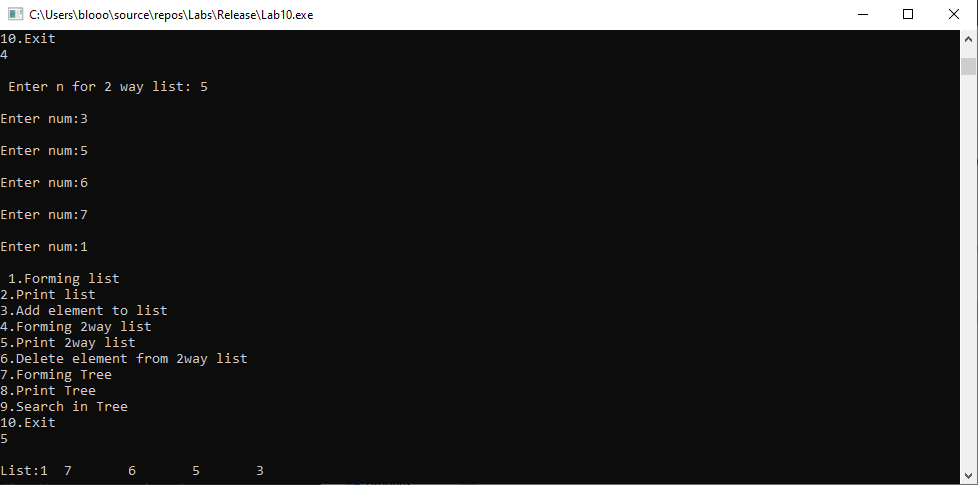 C:\Users\blooo\source\repos\Labs\Release\Lab10.exe
10.Exit
4
Enter n for 2 way list: 5
Enter num:3
Enter num:5
Enter num:6
Enter num:7
Enter num:1
1.Forming list
2.Print list
3.Add element to list
4.Forming 2way list
5.Print 2way list
6.Delete element from 2way list
7.Forming Tree
8.Print Tree
9.Search in Tree
10.Exit
5
List:1 7 6 5 3